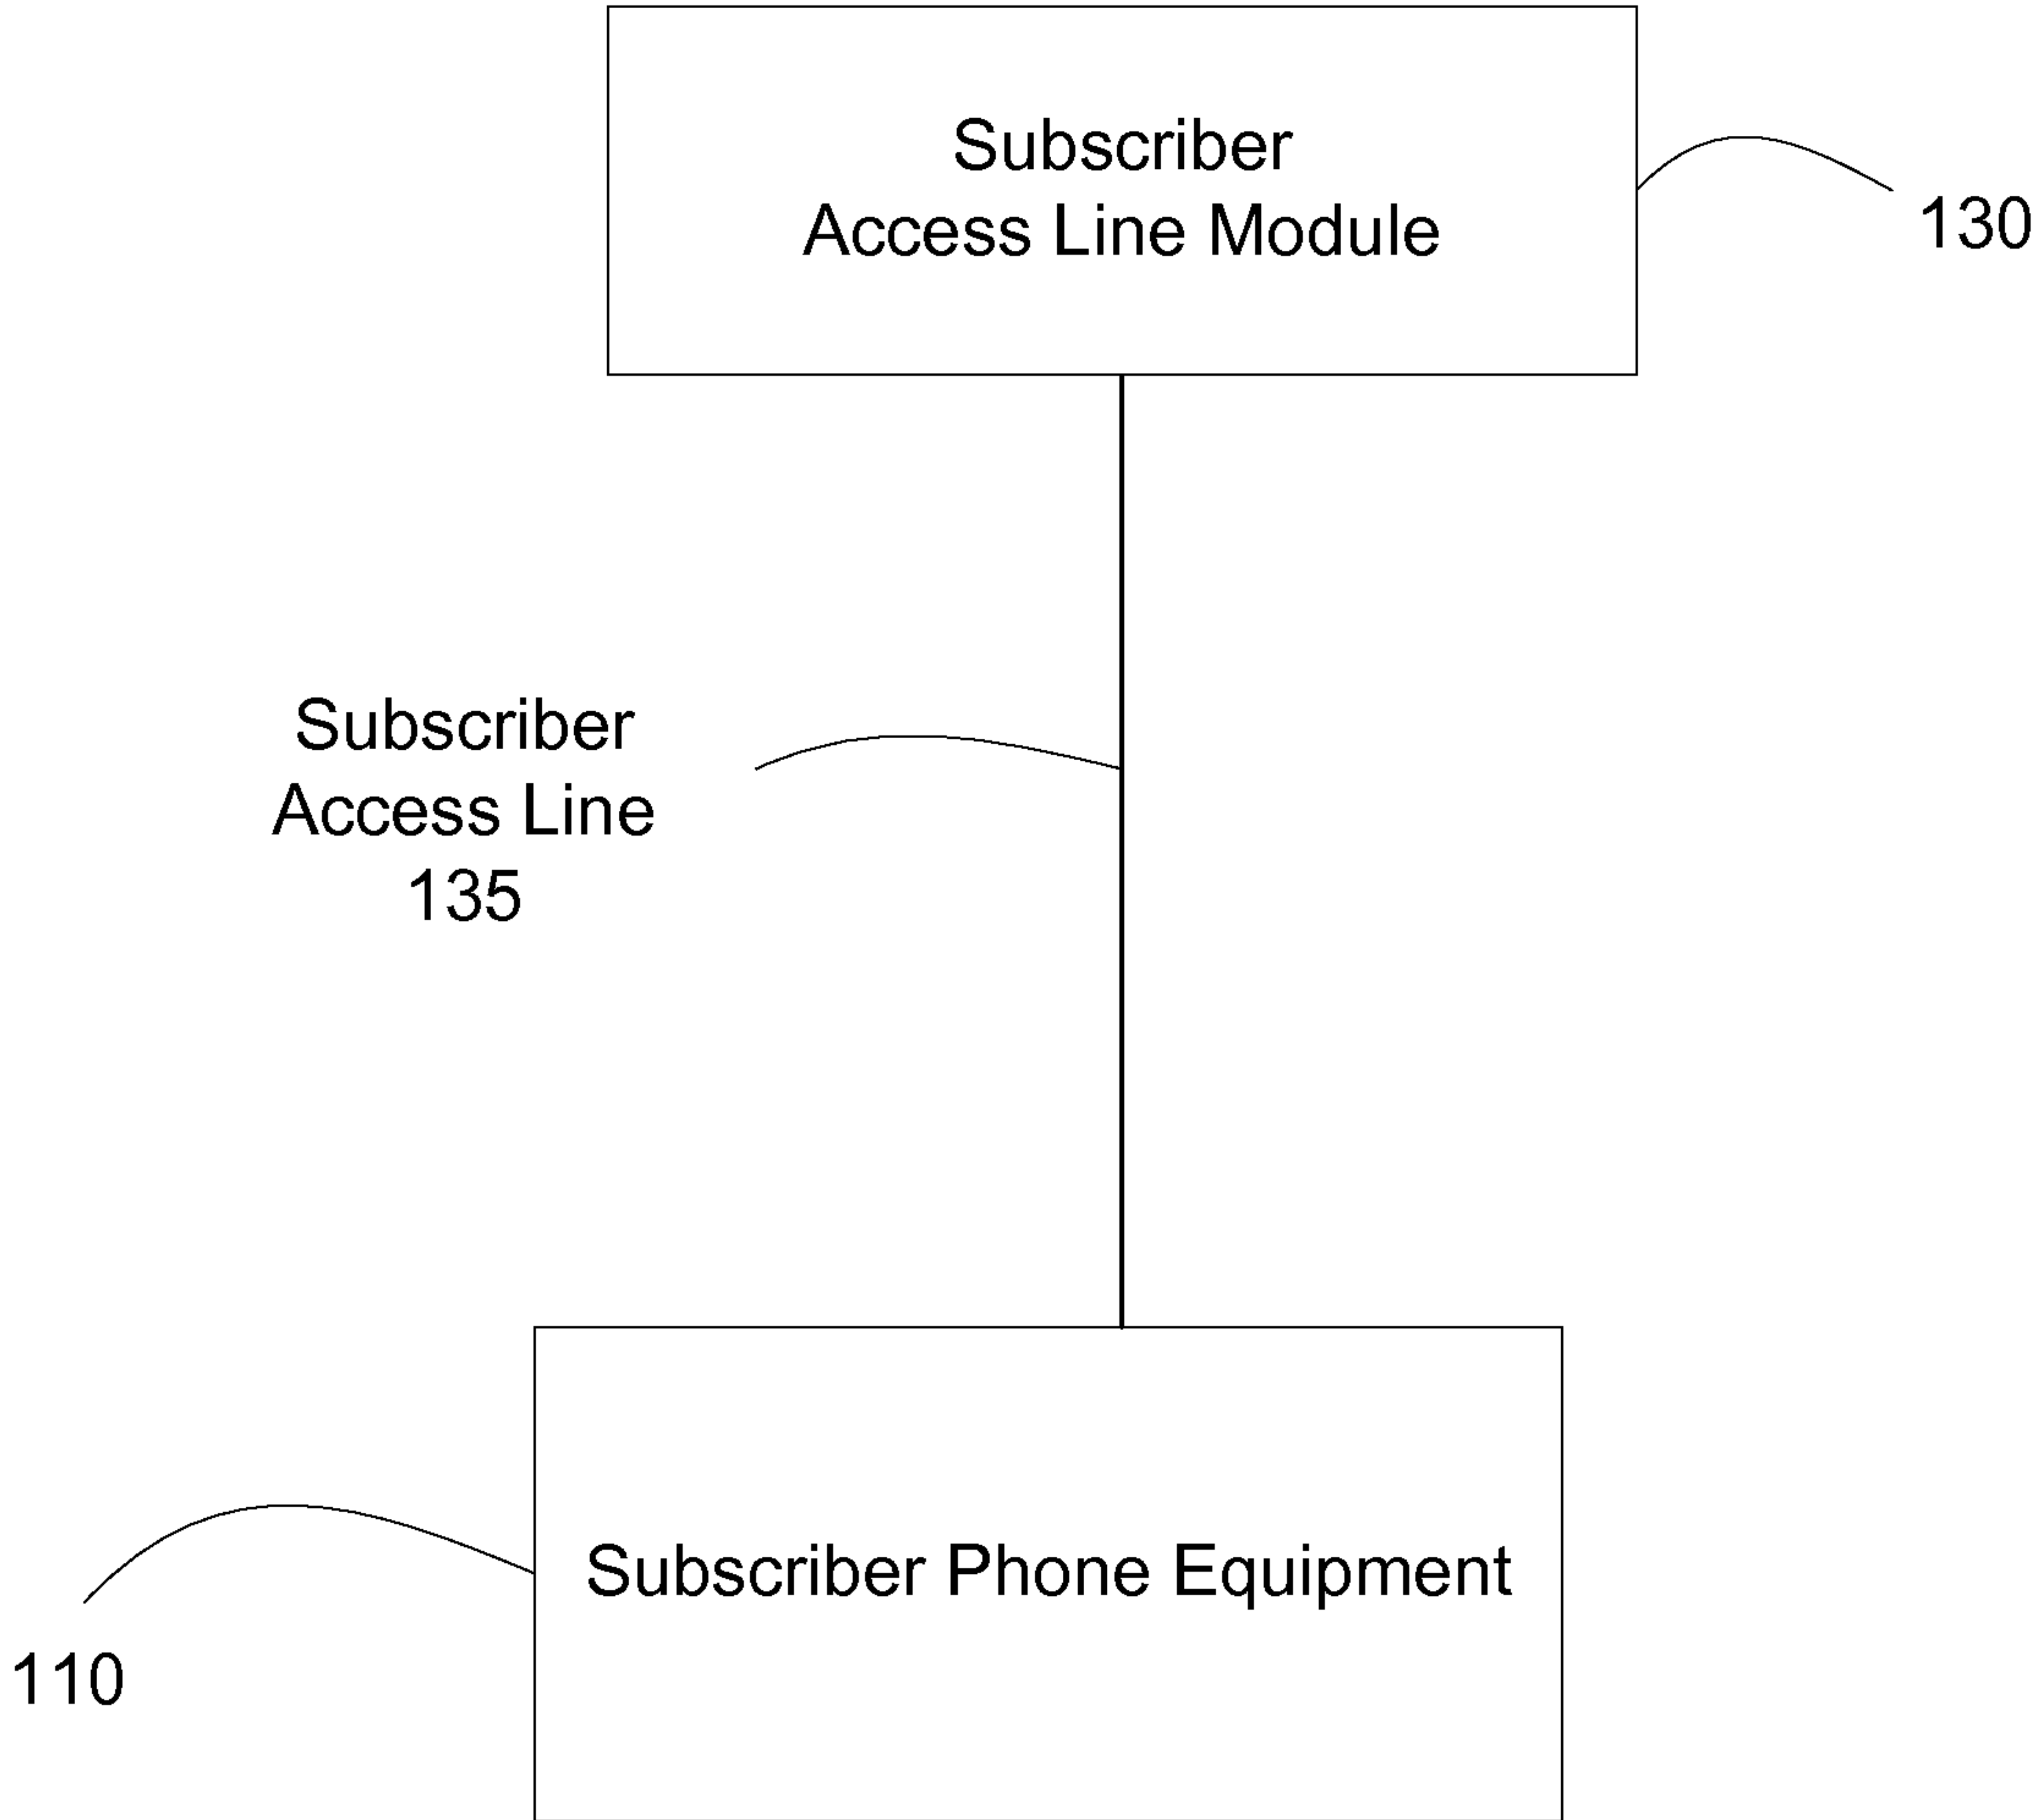 Subscriber
Access Line Module
130
Subscriber
Access Line
135
Subscriber Phone Equipment
110